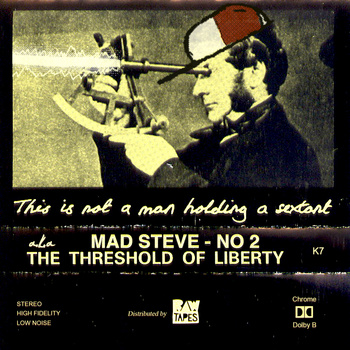 This is not a man holding a sextant
a.k.a
MAD STEVE - NO 2
THE THRESHOLD OF LIBERTY
K7
STEREO
HIGH FIDELITY
LOW NOISE
Distributed by
RAW
TAPES
Chrome
Dolby B